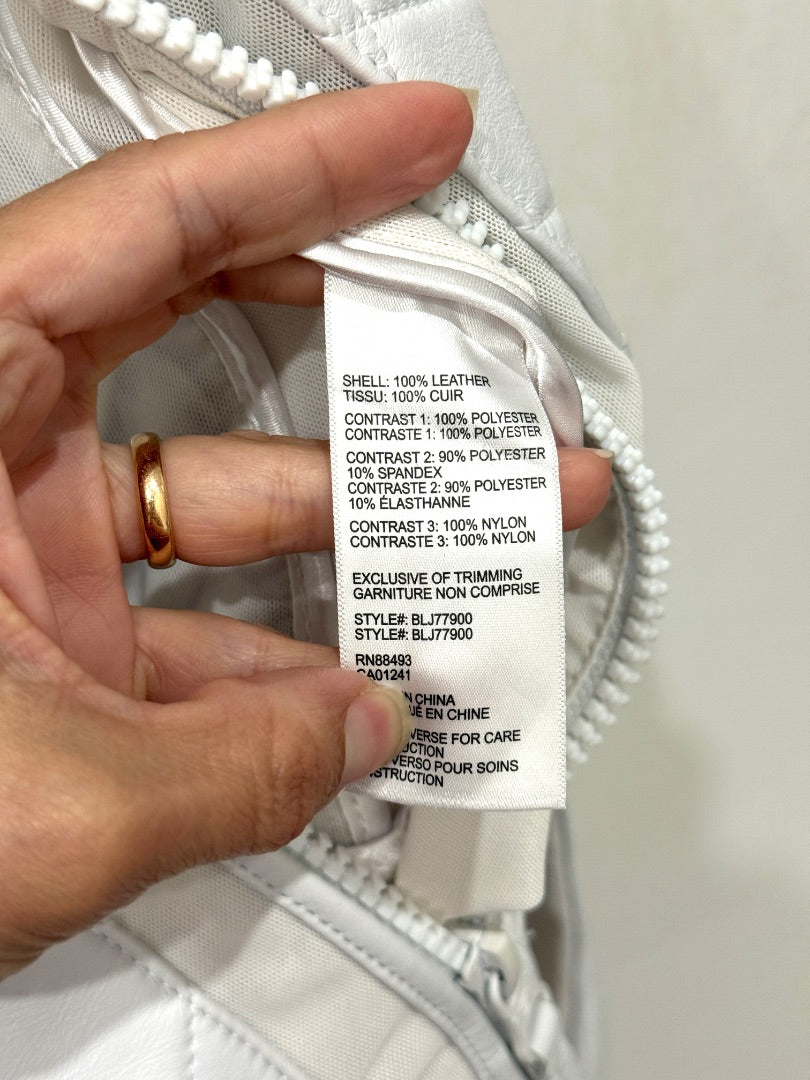 SHELL: 100% LEATHER
TISSU: 100% CUIR
CONTRAST 1: 100% POLYESTER
CONTRASTE 1: 100% POLYESTER
CONTRAST 2: 90% POLYESTER
10% SPANDEX
CONTRASTE 2: 90% POLYESTER
10% ÉLASTHANNE
CONTRAST 3: 100% NYLON
CONTRASTE 3: 100% NYLON
EXCLUSIVE OF TRIMMING
GARNITURE NON COMPRISE
STYLE#: BLJ77900
STYLE#: BLJ77900
RN88493
CA01241
CHINA
EN CHINE
FOR CARE
POUR SOINS